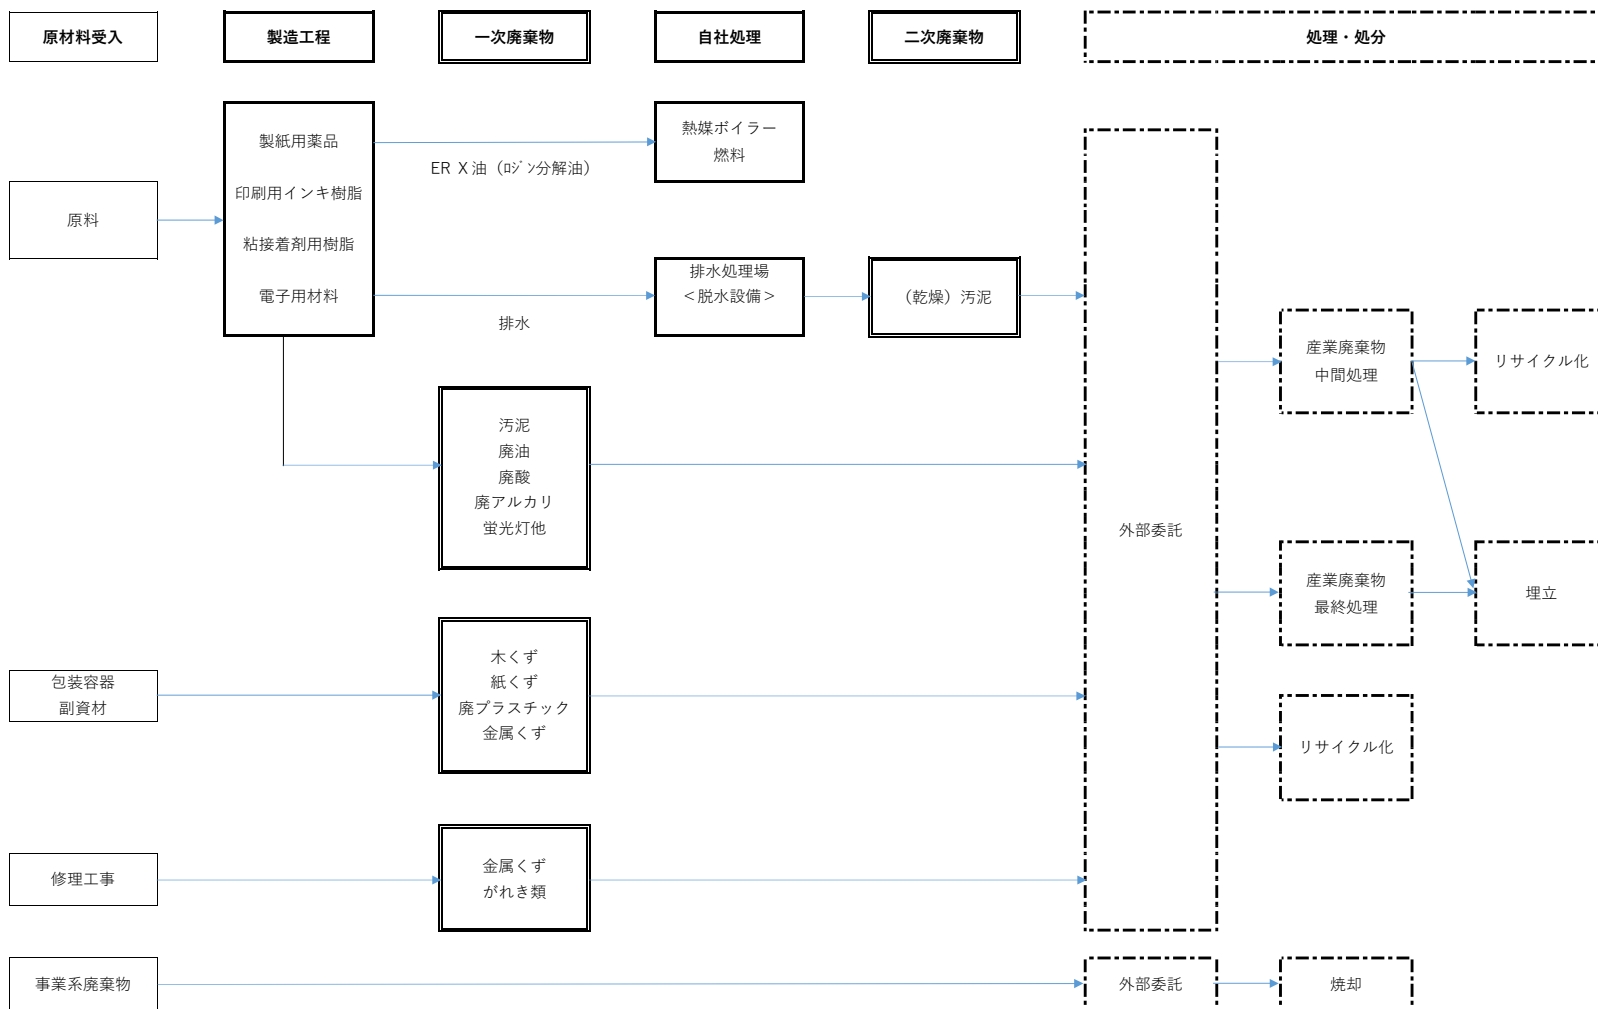 原材料受入
製造工程
一次廃棄物
自社処理
二次廃棄物
処理・処分
原料
製紙用薬品
印刷用インキ樹脂
粘接着剤用樹脂
電子用材料
ER X油（ﾛｼﾞﾝ分解油）
熱媒ボイラー
燃料
排水
排水処理場
＜脱水設備＞
（乾燥）汚泥
汚泥
廃油
廃酸
廃アルカリ
蛍光灯他
外部委託
産業廃棄物
中間処理
リサイクル化
産業廃棄物
最終処理
埋立
包装容器
副資材
木くず
紙くず
廃プラスチック
金属くず
リサイクル化
修理工事
金属くず
がれき類
事業系廃棄物
外部委託
焼却